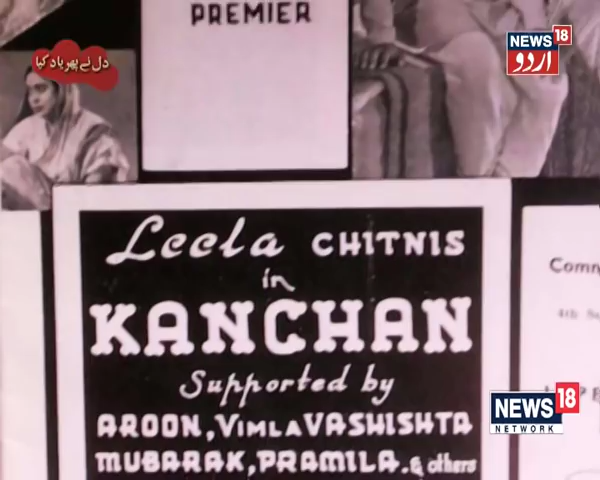 PREMIER
NEWS 18
اردو
دل نے پھر یاد کیا
Leela CHITNIS
in
KANCHAN
Supported by
AROON, VIMLA VASHISHTA
MUBARAK, PRAMILA. & others
NEWS 18
NETWORK